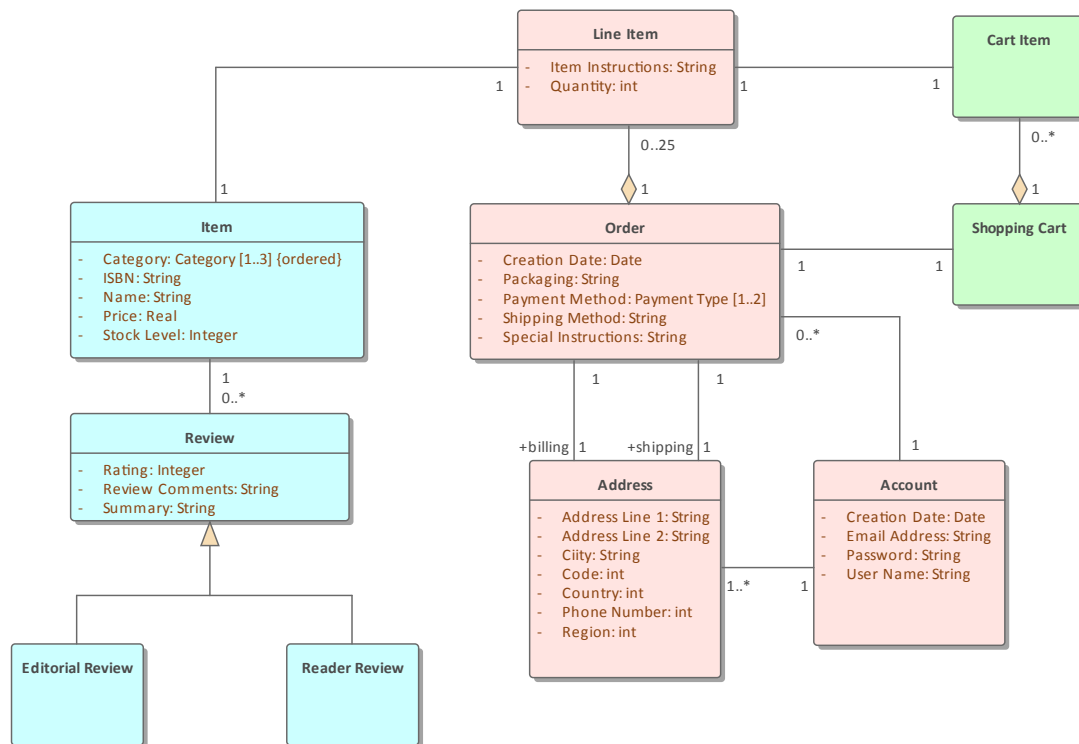 Line Item
- Item Instructions: String
- Quantity: int
Cart Item
1
1
1
1
0..25
0..*
1
1
Item
- Category: Category [1..3] {ordered}
- ISBN: String
- Name: String
- Price: Real
- Stock Level: Integer
Order
- Creation Date: Date
- Packaging: String
- Payment Method: Payment Type [1..2]
- Shipping Method: String
- Special Instructions: String
Shopping Cart
1
1
0..*
1
0..*
1
1
Review
- Rating: Integer
- Review Comments: String
- Summary: String
+billing 1
+shipping 1
1
Address
- Address Line 1: String
- Address Line 2: String
- Ciity: String
- Code: int
- Country: int
- Phone Number: int
- Region: int
Account
- Creation Date: Date
- Email Address: String
- Password: String
- User Name: String
1..*
1
Editorial Review
Reader Review